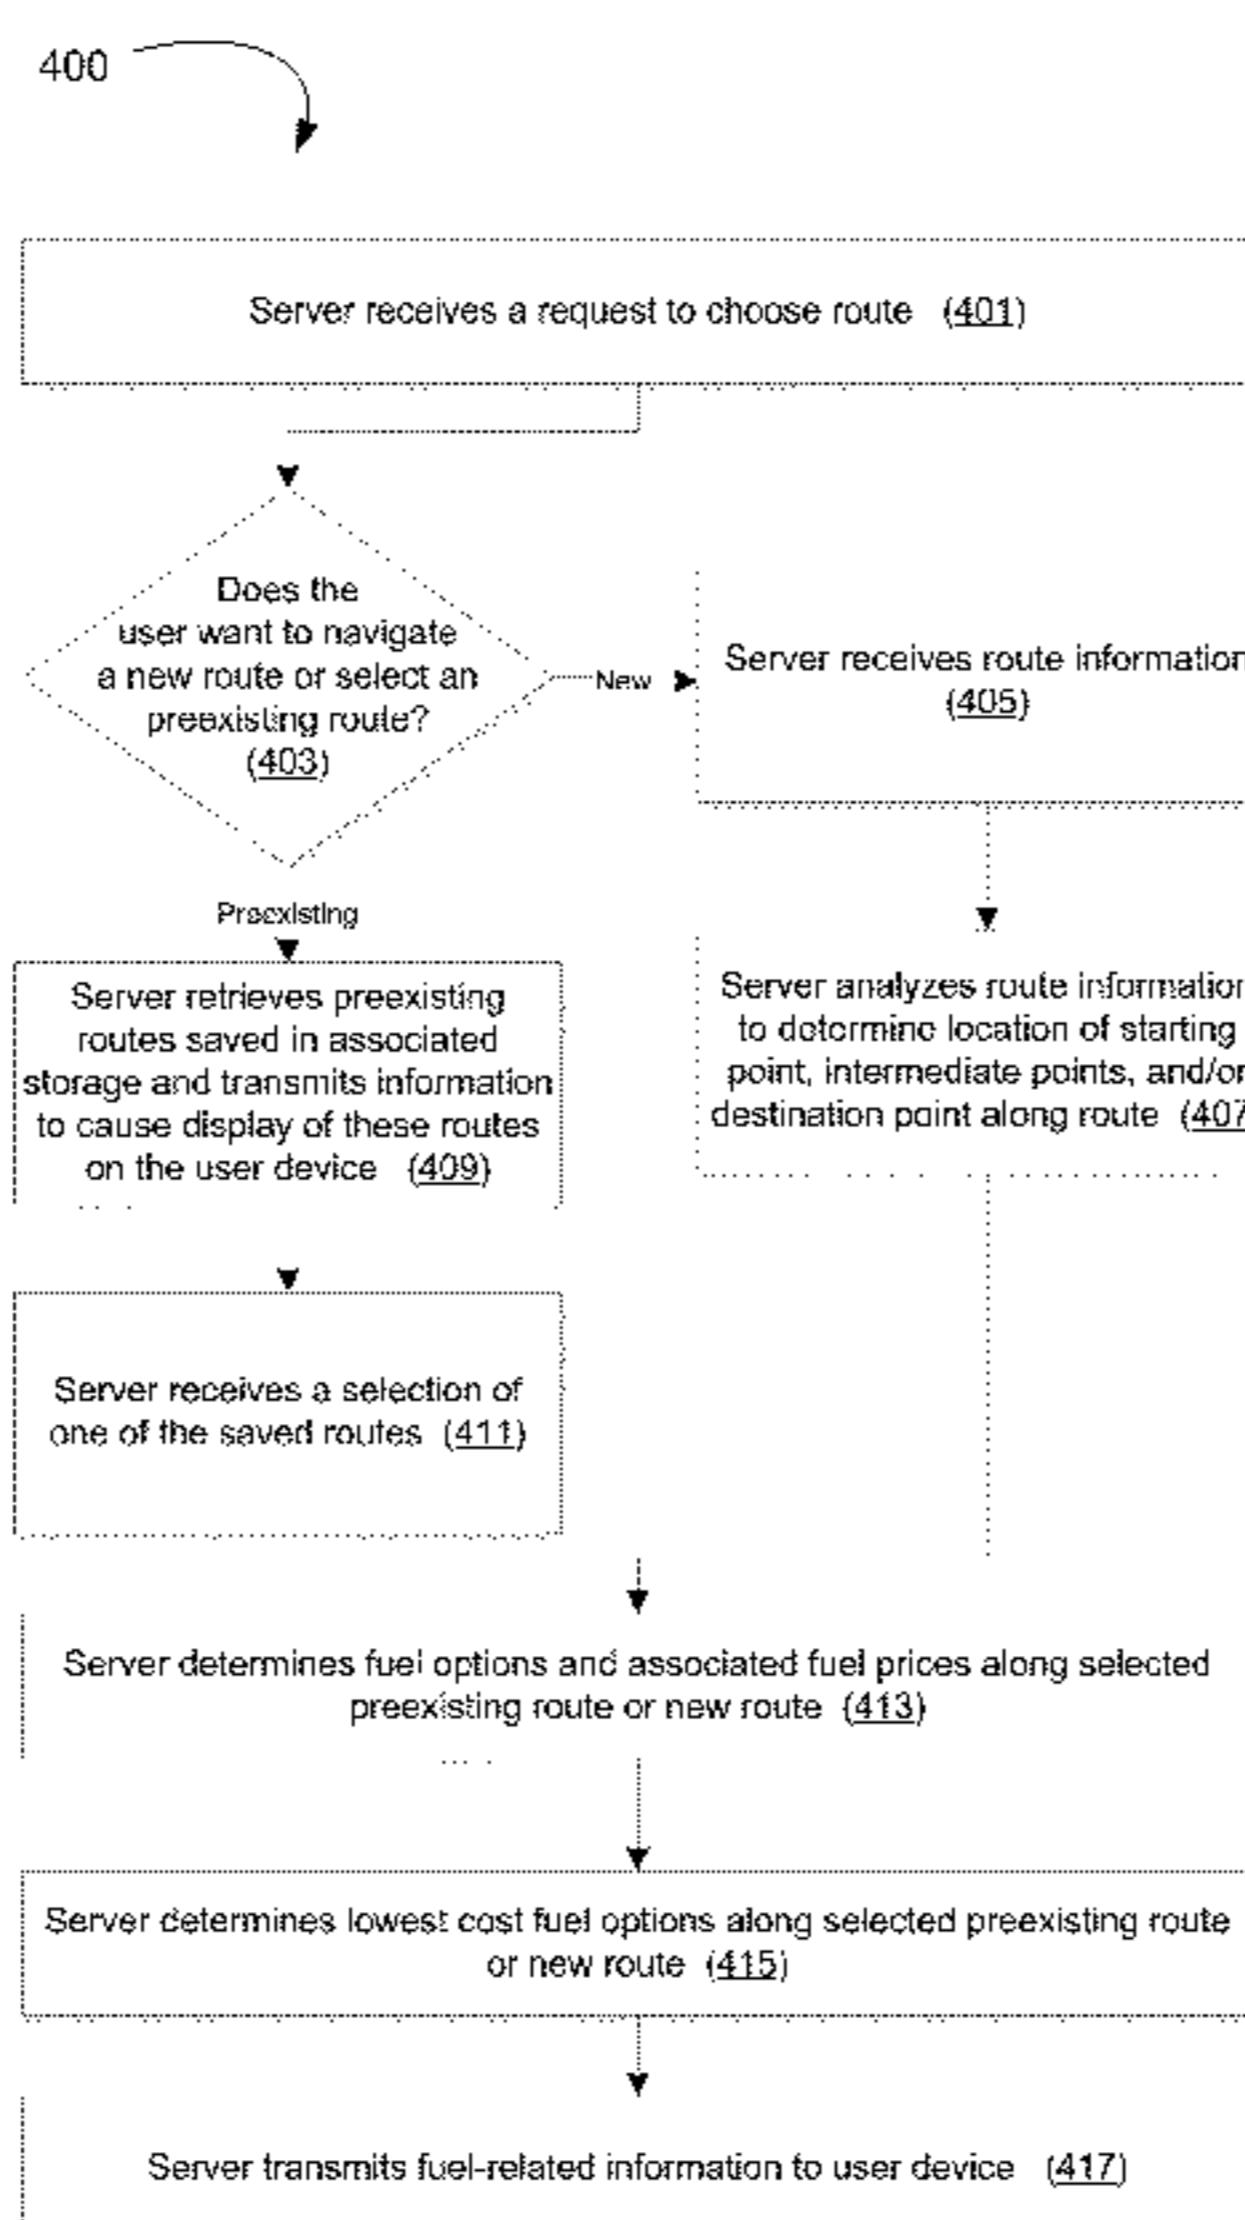 400
Server receives a request to choose route (401)
Does the
user want to navigate
a new route or select an
preexisting route?
(403)
New
Server receives route information
(405)
Preexisting
Server retrieves preexisting
routes saved in associated
storage and transmits information
to cause display of these routes
on the user device (409)
Server analyzes route information
to determine location of starting
point, intermediate points, and/or
destination point along route (407
Server receives a selection of
one of the saved routes (411)
Server determines fuel options and associated fuel prices along selected
preexisting route or new route (413)
Server determines lowest cost fuel options along selected preexisting route
or new route (415)
Server transmits fuel-related information to user device (417)